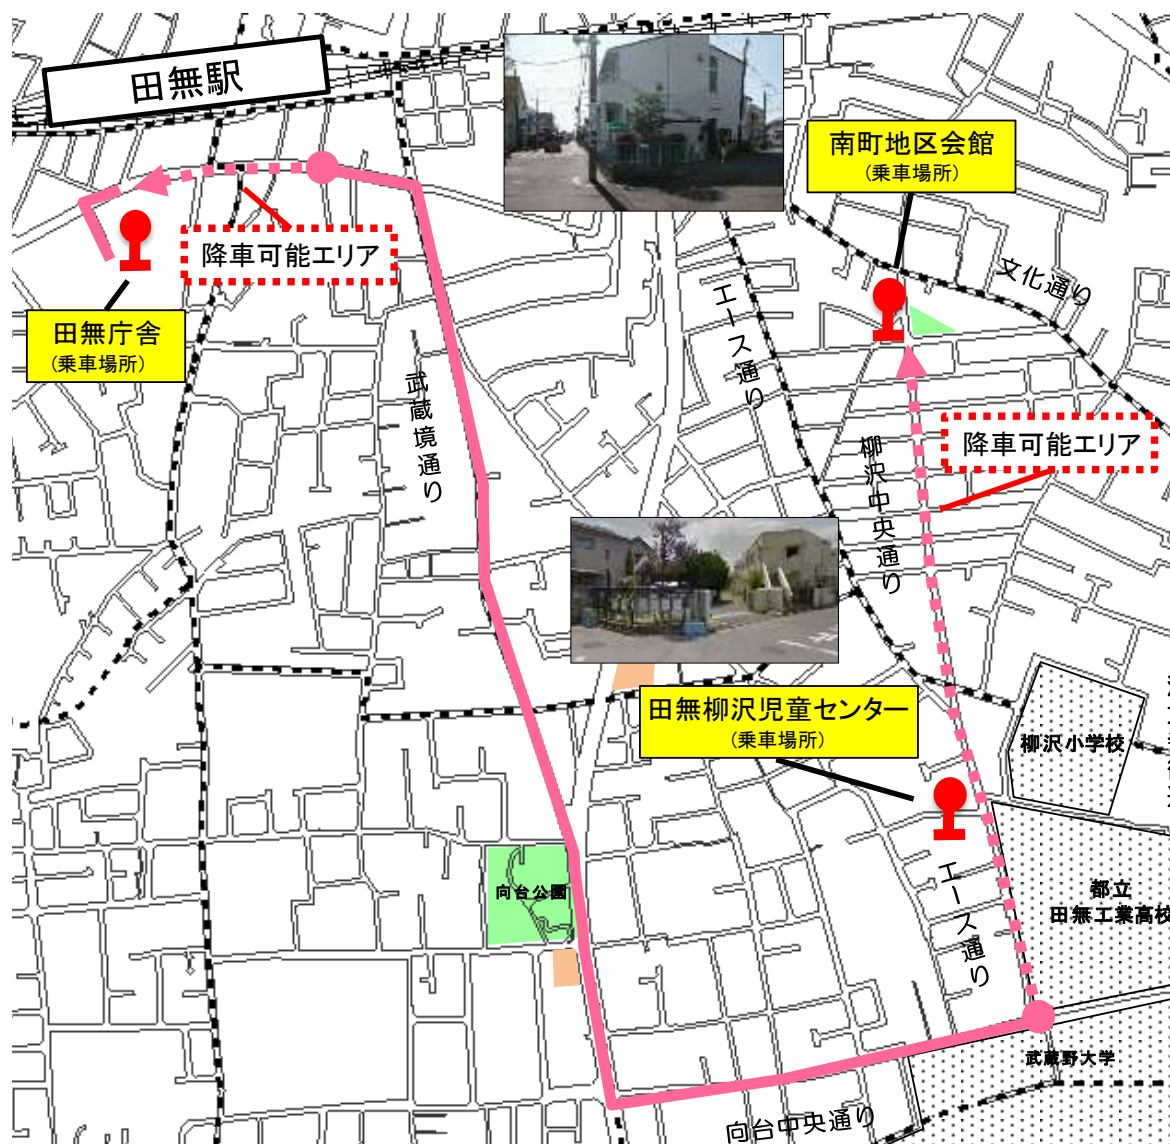 田無駅
南町地区会館
(乗車場所)
降車可能エリア
文化通り
田無庁舎
(乗車場所)
エース通り
武蔵境通り
降車可能エリア
柳沢中央通り
田無柳沢児童センター
(乗車場所)
柳沢小学校
向台公園
エース通り
都立
田無工業高校
武蔵野大学
向台中央通り